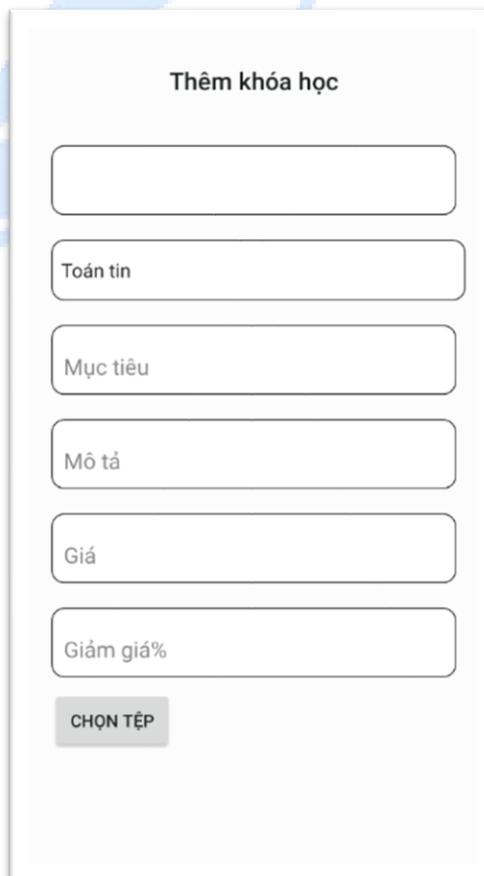 Thêm khóa học
Toán tin
Mục tiêu
Mô tả
Giá
Giảm giá%
CHỌN TỆP